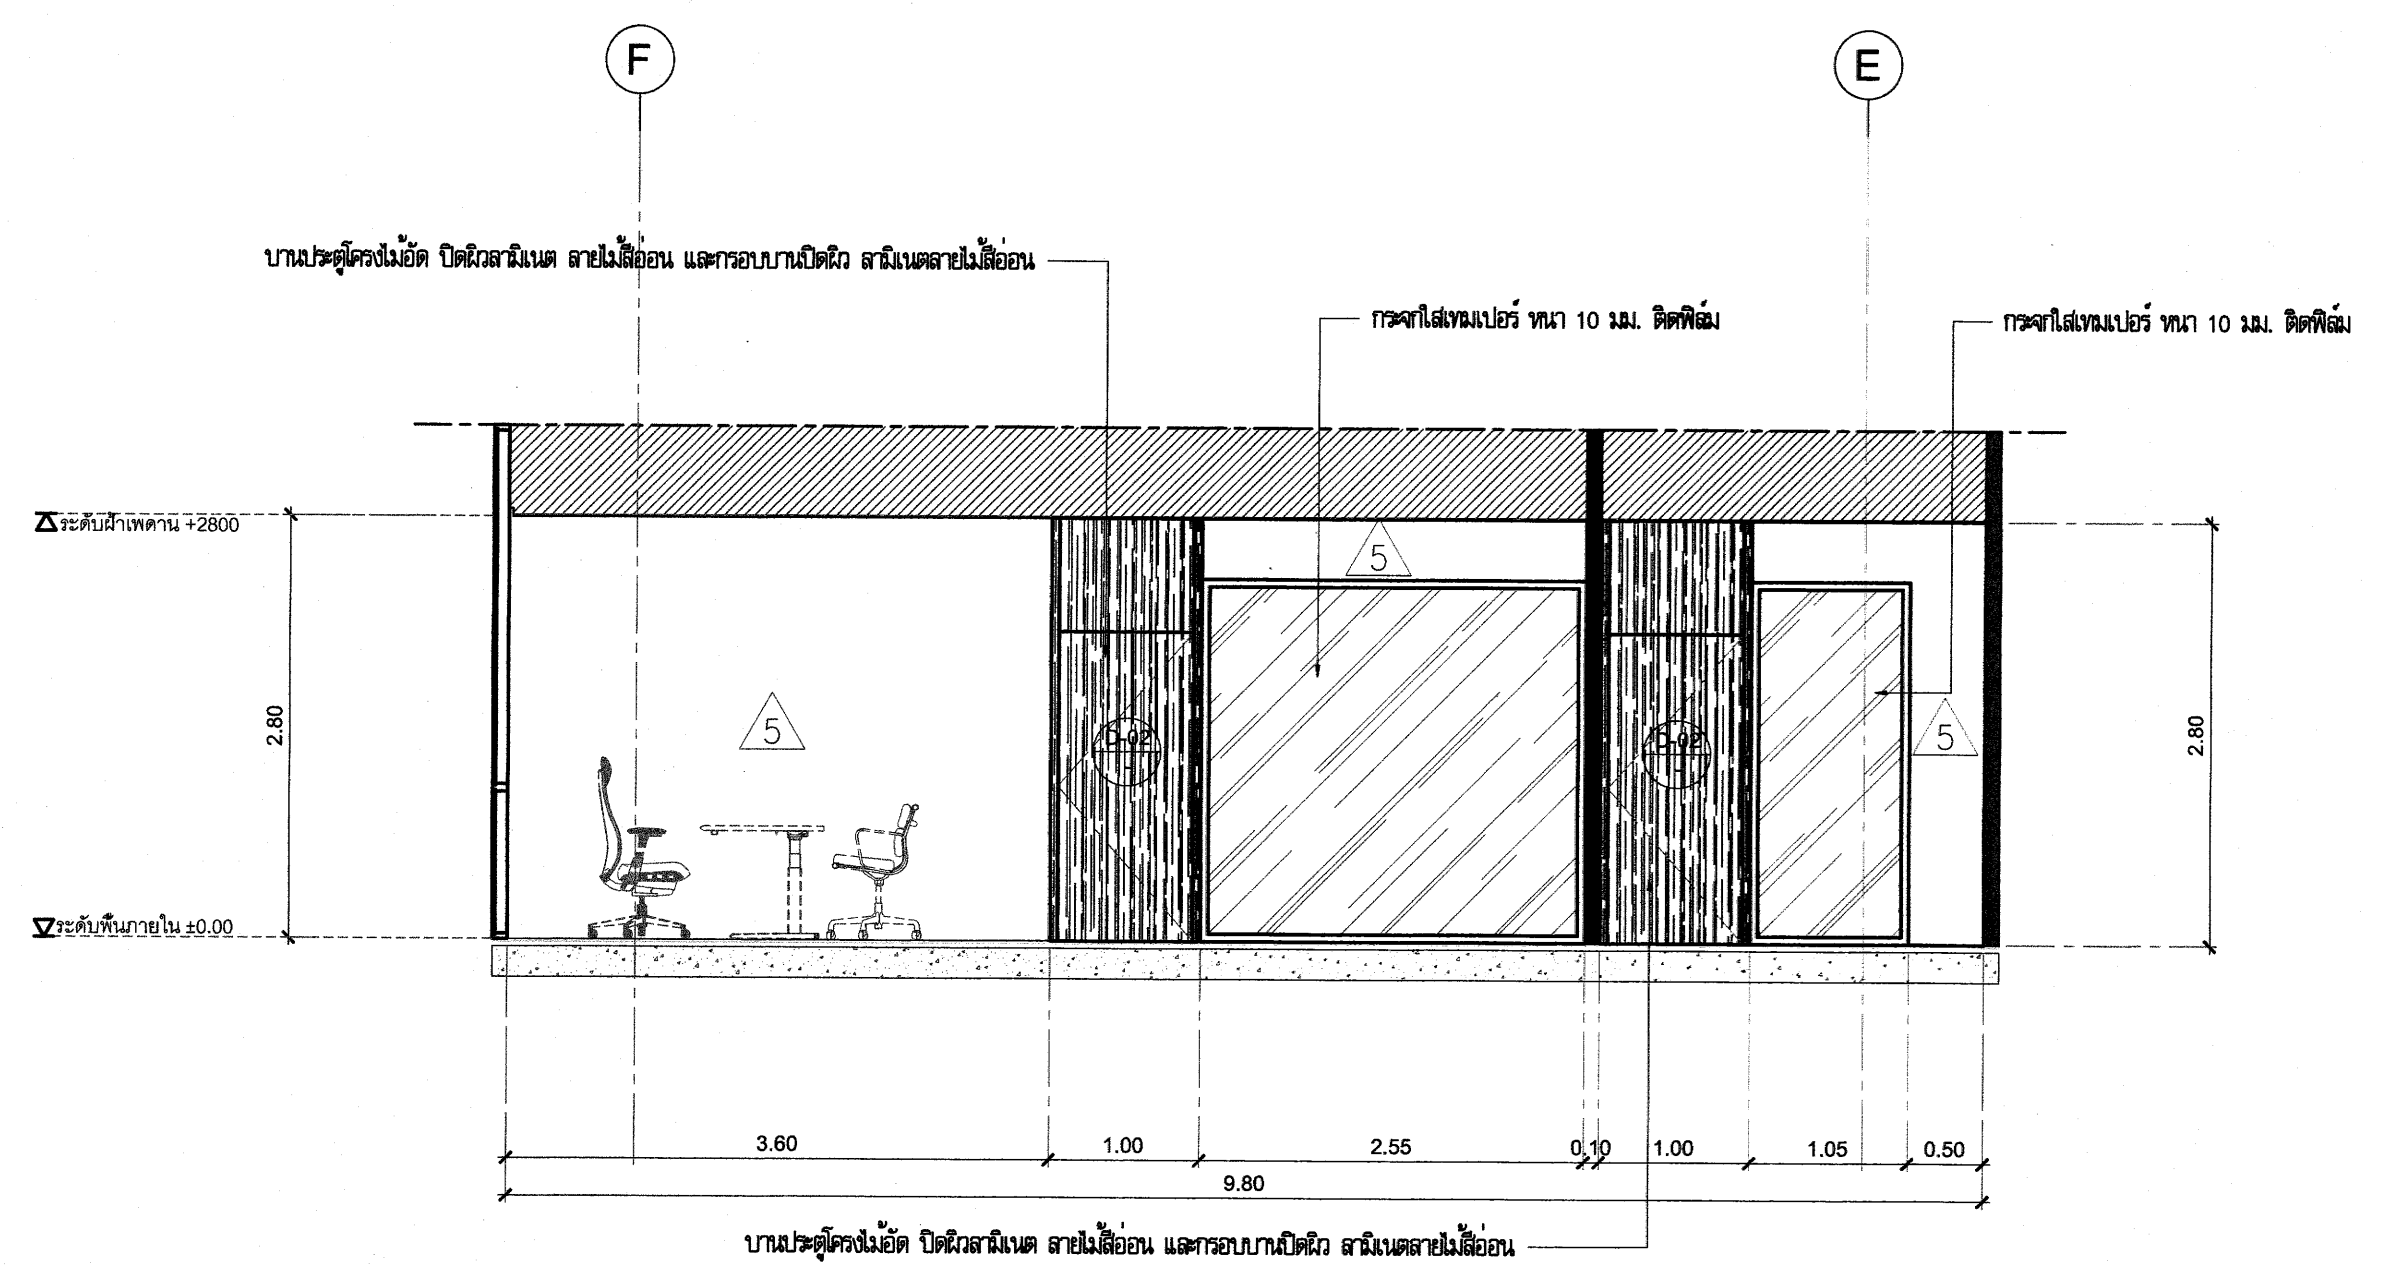 F
E
บานประตูโครงไม้อัด ปิดผิวลามิเนต ลายไม้สีอ่อน และกรอบบานปิดผิว ลามิเนตลายไม้สีอ่อน
กระจกใสเทมเปอร์ หนา 10 มม. ติดฟิล์ม
กระจกใสเทมเปอร์ หนา 10 มม. ติดฟิล์ม
ระดับฝ้าเพดาน +2800
5
5
5
2.80
2.80
D-02
-
D-02
-
ระดับพื้นภายใน ±0.00
3.60
1.00
2.55
0.10
1.00
1.05
0.50
9.80
บานประตูโครงไม้อัด ปิดผิวลามิเนต ลายไม้สีอ่อน และกรอบบานปิดผิว ลามิเนตลายไม้สีอ่อน